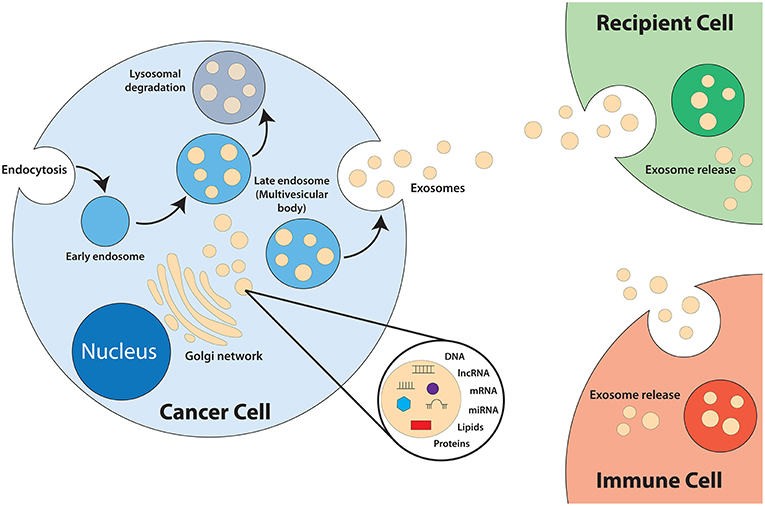 Recipient Cell
Lysosomal
degradation
Endocytosis
Exosome release
Late endosome
(Multivesicular
body)
Exosomes
Early endosome
Nucleus
Golgi network
DNA
lncRNA
mRNA
miRNA
Lipids
Proteins
Cancer Cell
Exosome release
Immune Cell